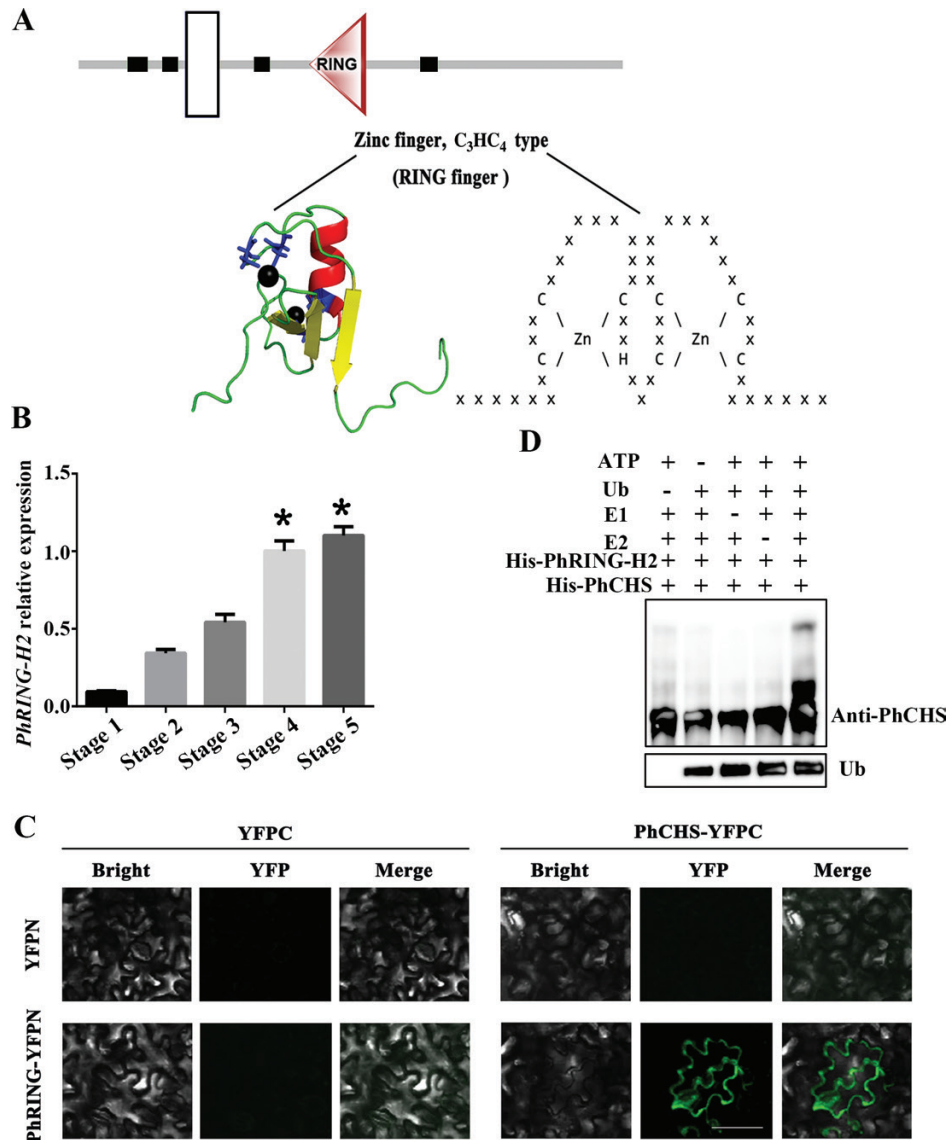 A
RING
Zinc finger, C₃HC₄ type
(RING finger )
x x x x x x
x x x x
x x x x
x x x x
C C C C
x \ / x x \ / x
Zn x x Zn
x / \ x x / \ x
C H C C
x x x x
x x x x x x x x x x x x x
B
PhRING-H2 relative expression
1.5
1.0
0.5
0.0
* *
Stage 1 Stage 2 Stage 3 Stage 4 Stage 5
D
ATP + - + + +
Ub - + + + +
E1 + + - + +
E2 + + + - +
His-PhRING-H2 + + + + +
His-PhCHS + + + + +
Anti-PhCHS
Ub
C
YFPC PhCHS-YFPC
Bright YFP Merge Bright YFP Merge
YFPN
PhRING-YFPN